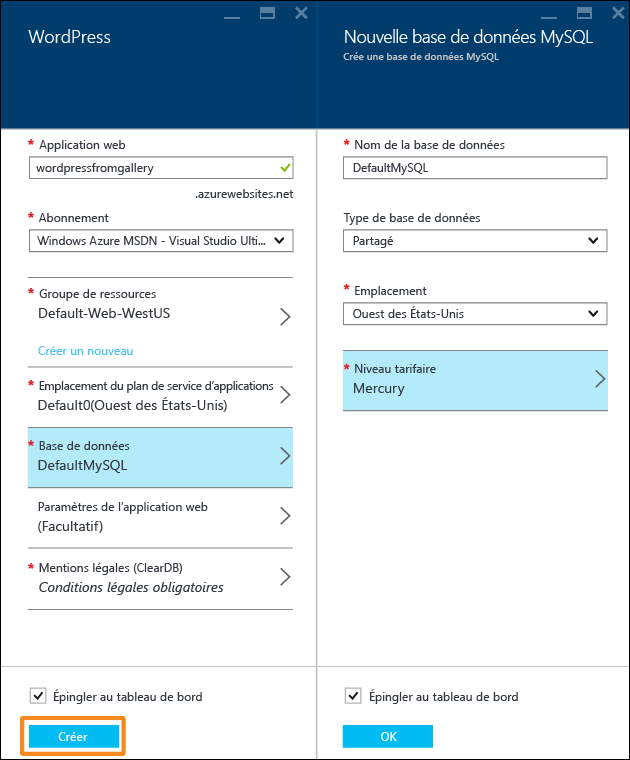 WordPress
* Application web
wordpressfromgallery
.azurewebsites.net
* Abonnement
Windows Azure MSDN - Visual Studio Ulti...
* Groupe de ressources
Default-Web-WestUS
Créer un nouveau
* Emplacement du plan de service d'applications
Default0(Ouest des États-Unis)
* Base de données
DefaultMySQL
Paramètres de l'application web
(Facultatif)
* Mentions légales (ClearDB)
Conditions légales obligatoires
Épingler au tableau de bord
Créer
Nouvelle base de données MySQL
Crée une base de données MySQL
* Nom de la base de données
DefaultMySQL
Type de base de données
Partagé
* Emplacement
Ouest des États-Unis
* Niveau tarifaire
Mercury
Épingler au tableau de bord
OK